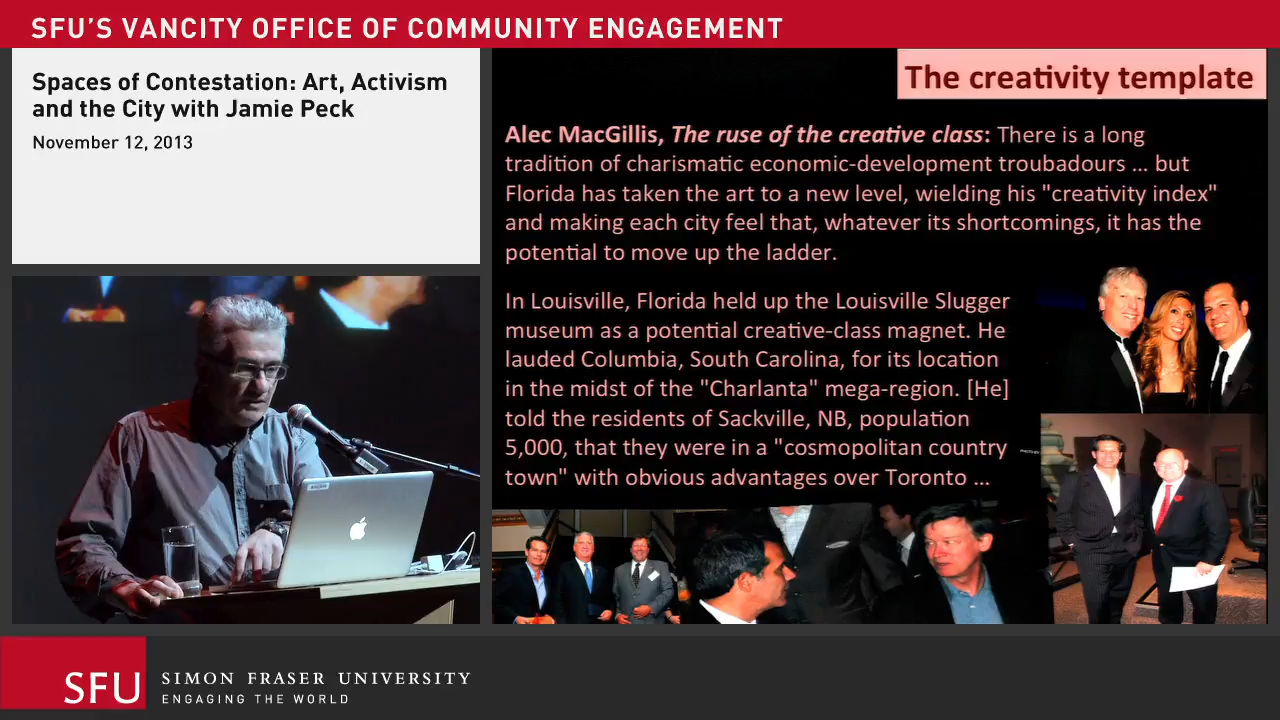 SFU'S VANCITY OFFICE OF COMMUNITY ENGAGEMENT
Spaces of Contestation: Art, Activism
and the City with Jamie Peck
November 12, 2013
The creativity template
Alec MacGillis, The ruse of the creative class: There is a long
tradition of charismatic economic-development troubadours ... but
Florida has taken the art to a new level, wielding his "creativity index"
and making each city feel that, whatever its shortcomings, it has the
potential to move up the ladder.
In Louisville, Florida held up the Louisville Slugger
museum as a potential creative-class magnet. He
lauded Columbia, South Carolina, for its location
in the midst of the "Charlanta" mega-region. [He]
told the residents of Sackville, NB, population
5,000, that they were in a "cosmopolitan country
town" with obvious advantages over Toronto ...
SFU SIMON FRASER UNIVERSITY
ENGAGING THE WORLD